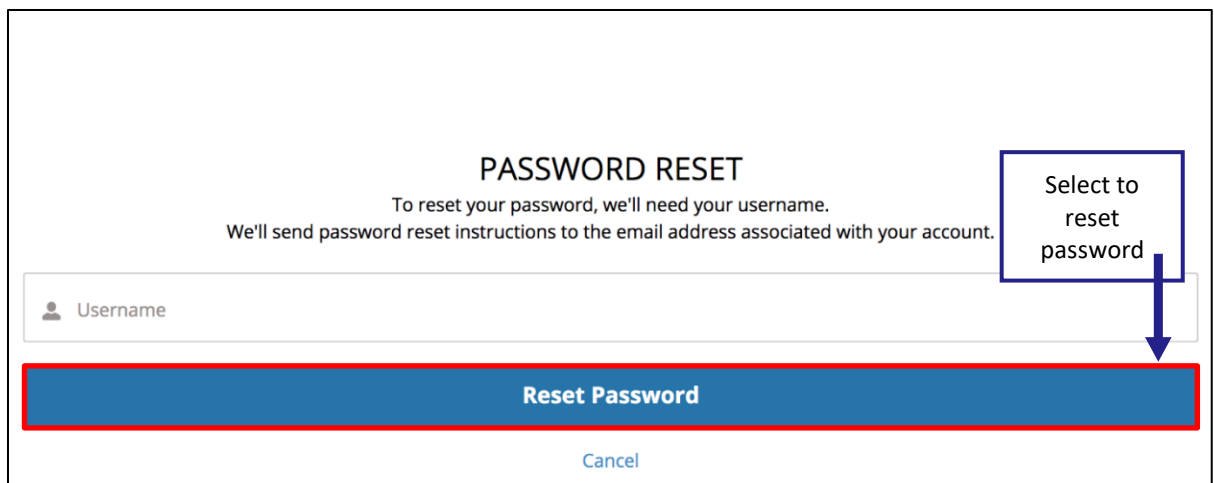 PASSWORD RESET
To reset your password, we'll need your username.
We'll send password reset instructions to the email address associated with your account.
Select to
reset
password
Username
Reset Password
Cancel